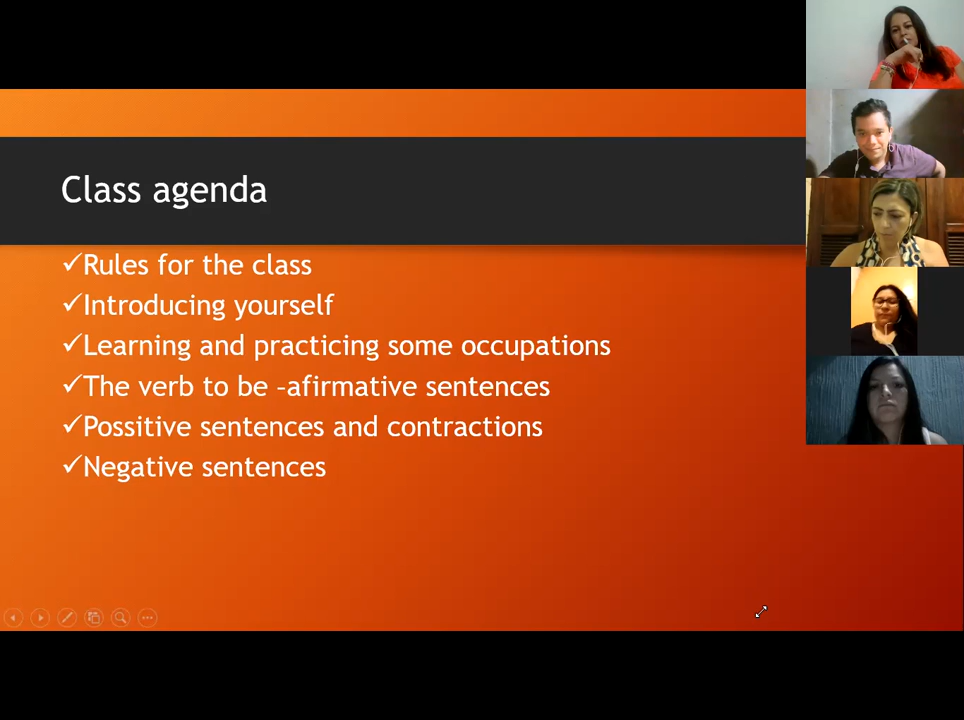 Class agenda
✓Rules for the class
✓Introducing yourself
✓Learning and practicing some occupations
✓The verb to be –afirmative sentences
✓Possitive sentences and contractions
✓Negative sentences